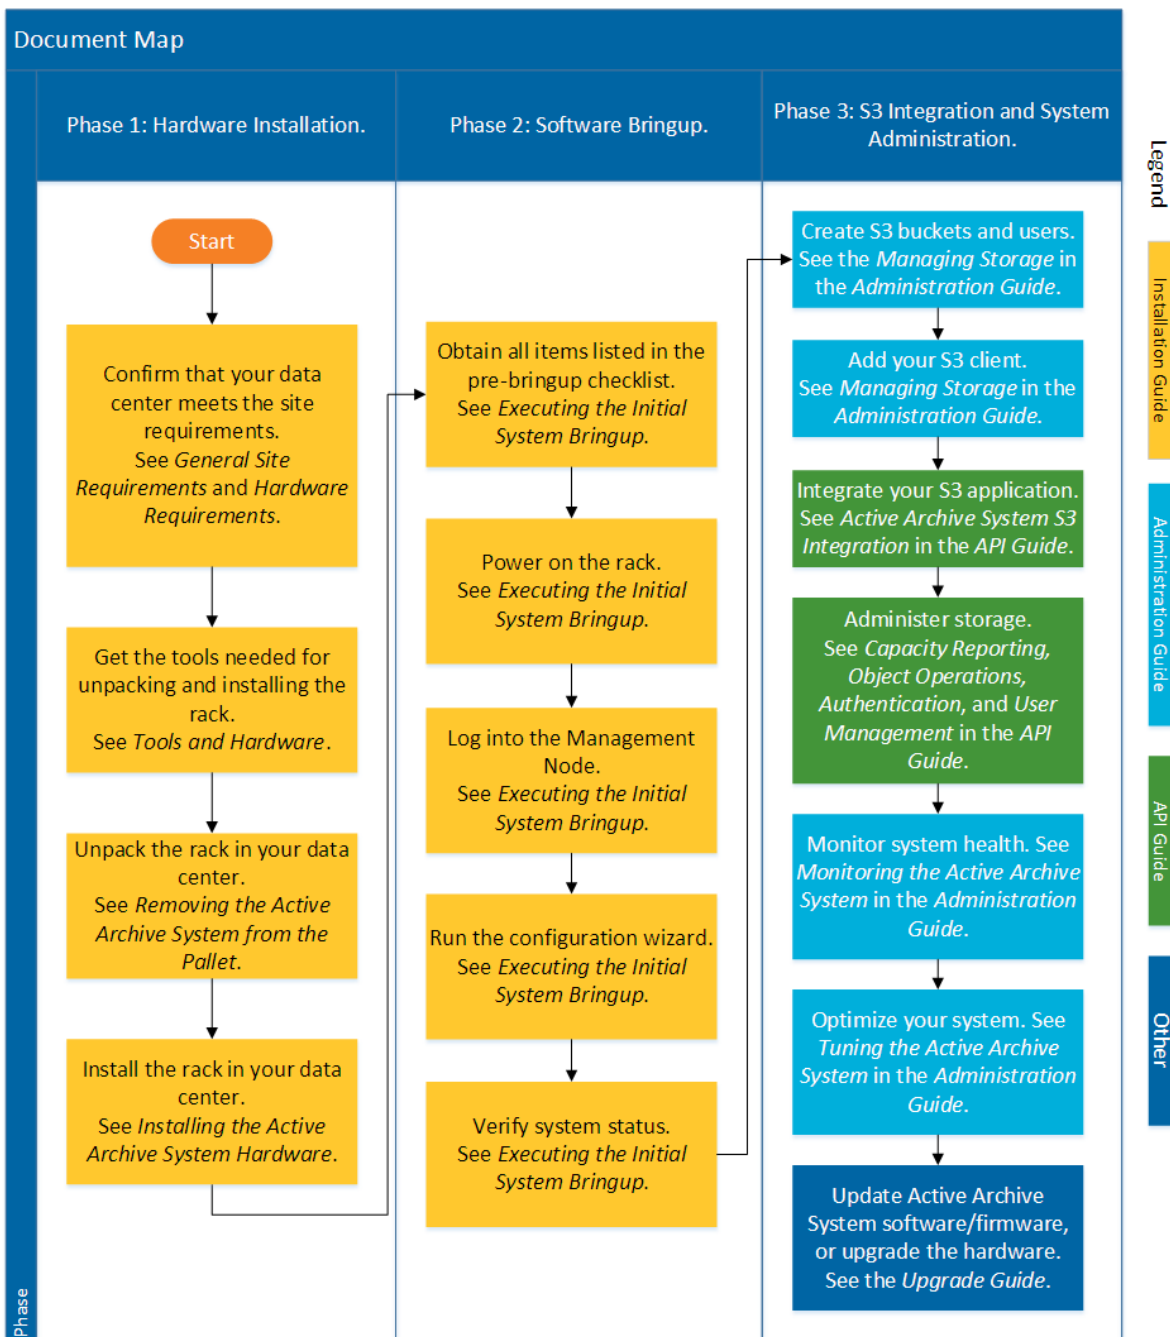 Document Map
Phase 1: Hardware Installation.
Phase 2: Software Bringup.
Phase 3: S3 Integration and System
Administration.
Start
Confirm that your data
center meets the site
requirements.
See General Site
Requirements and Hardware
Requirements.
Get the tools needed for
unpacking and installing the
rack.
See Tools and Hardware.
Unpack the rack in your data
center.
See Removing the Active
Archive System from the
Pallet.
Install the rack in your data
center.
See Installing the Active
Archive System Hardware.
Obtain all items listed in the
pre-bringup checklist.
See Executing the Initial
System Bringup.
Power on the rack.
See Executing the Initial
System Bringup.
Log into the Management
Node.
See Executing the Initial
System Bringup.
Run the configuration wizard.
See Executing the Initial
System Bringup.
Verify system status.
See Executing the Initial
System Bringup.
Create S3 buckets and users.
See the Managing Storage in
the Administration Guide.
Add your S3 client.
See Managing Storage in the
Administration Guide.
Integrate your S3 application.
See Active Archive System S3
Integration in the API Guide.
Administer storage.
See Capacity Reporting,
Object Operations,
Authentication, and User
Management in the API
Guide.
Monitor system health. See
Monitoring the Active Archive
System in the Administration
Guide.
Optimize your system. See
Tuning the Active Archive
System in the Administration
Guide.
Update Active Archive
System software/firmware,
or upgrade the hardware.
See the Upgrade Guide.
Phase
Legend
Installation Guide
Administration Guide
API Guide
Other